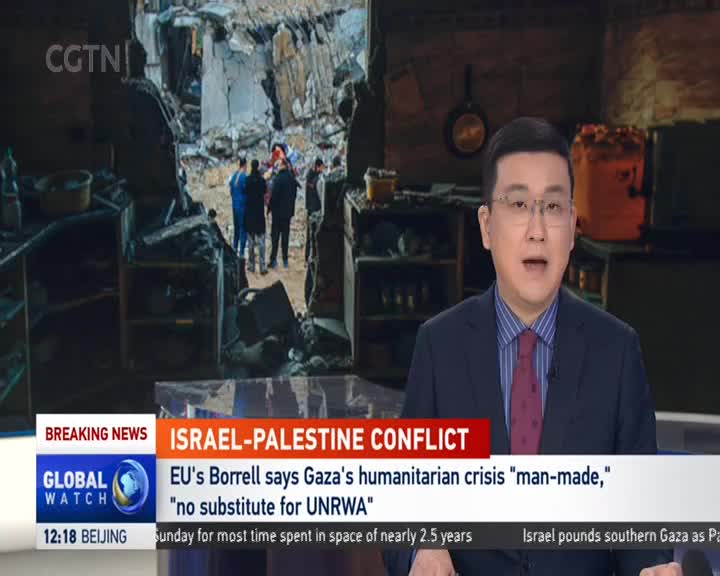 CGTN
BREAKING NEWS
ISRAEL-PALESTINE CONFLICT
GLOBAL
WATCH
EU's Borrell says Gaza's humanitarian crisis "man-made,"
"no substitute for UNRWA"
12:18 BEIJING
Sunday for most time spent in space of nearly 2.5 years
Israel pounds southern Gaza as